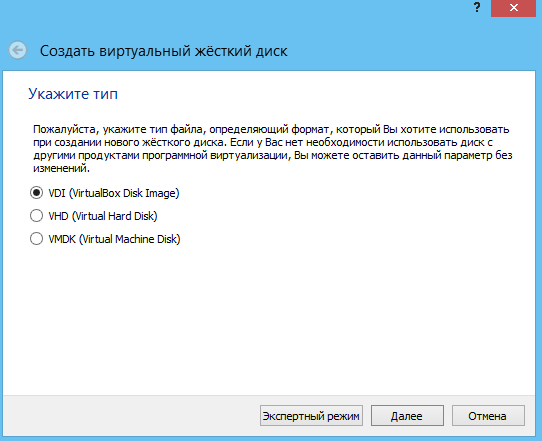 ?
Создать виртуальный жёсткий диск
Укажите тип
Пожалуйста, укажите тип файла, определяющий формат, который Вы хотите использовать
при создании нового жёсткого диска. Если у Вас нет необходимости использовать диск с
другими продуктами программной виртуализации, Вы можете оставить данный параметр без
изменений.
VDI (VirtualBox Disk Image)
VHD (Virtual Hard Disk)
VMDK (Virtual Machine Disk)
Экспертный режим Далее Отмена